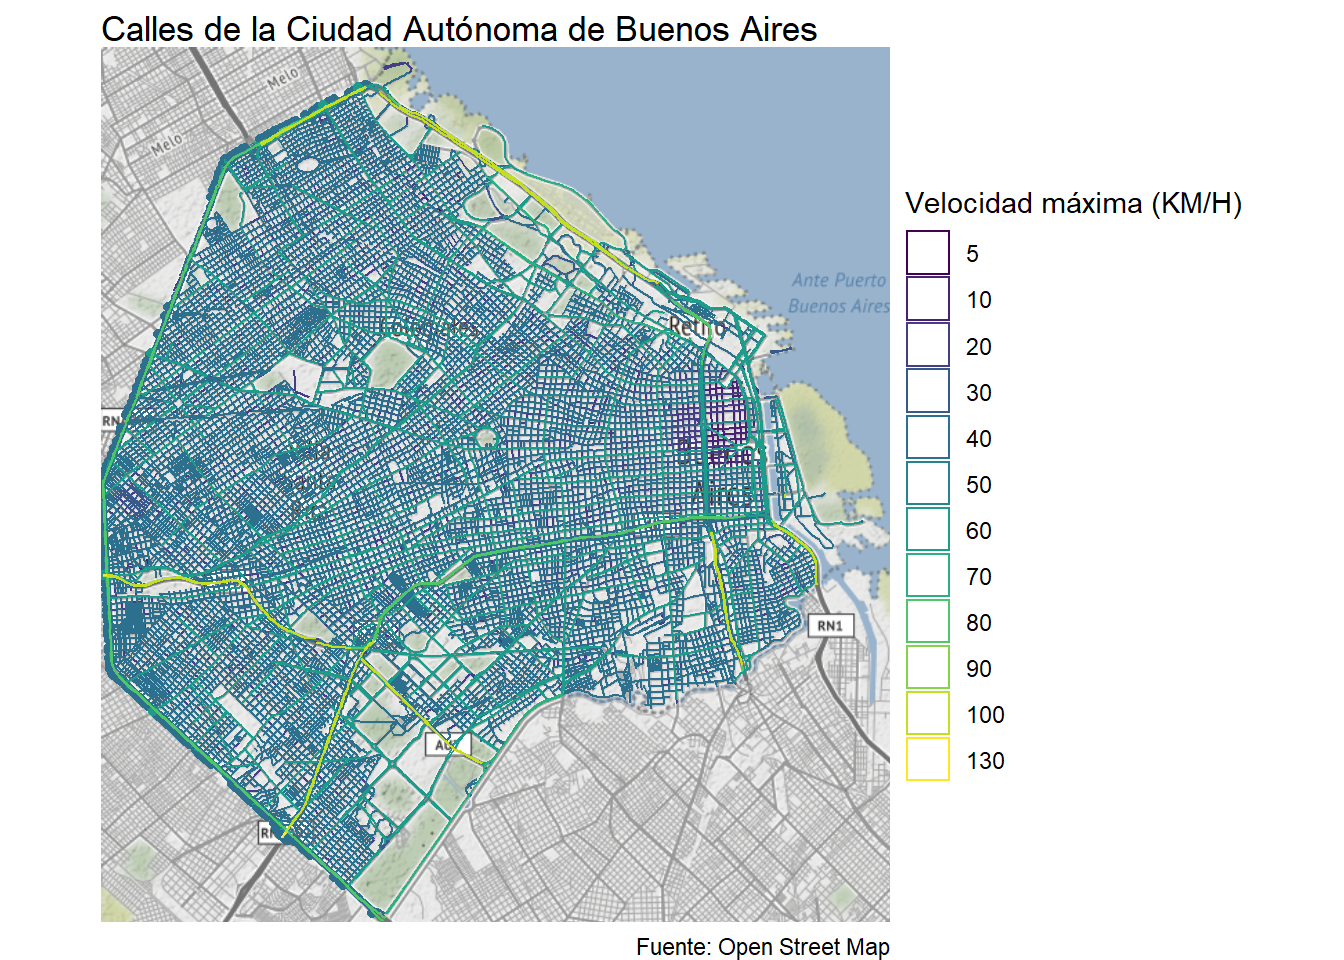 Calles de la Ciudad Autónoma de Buenos Aires
Melo
Melo
Ante Puerto
Buenos Aires
Retiro
RN
RN1
AU
RN
Velocidad máxima (KM/H)
5
10
20
30
40
50
60
70
80
90
100
130
Fuente: Open Street Map